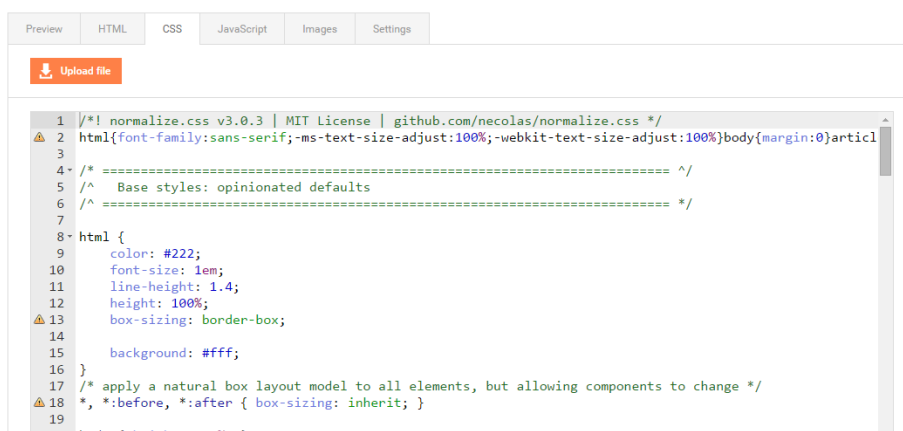 Preview HTML CSS JavaScript Images Settings
Upload file
1 /*! normalize.css v3.0.3 | MIT License | github.com/necolas/normalize.css */
2 html{font-family:sans-serif;-ms-text-size-adjust:100%;-webkit-text-size-adjust:100%}body{margin:0}articl
3
4 /* ========================================================================== ^/
5 /^   Base styles: opinionated defaults
6 /^ ========================================================================== */
7
8 html {
9     color: #222;
10     font-size: 1em;
11     line-height: 1.4;
12     height: 100%;
13     box-sizing: border-box;
14
15     background: #fff;
16 }
17 /* apply a natural box layout model to all elements, but allowing components to change */
18 *, *:before, *:after { box-sizing: inherit; }
19